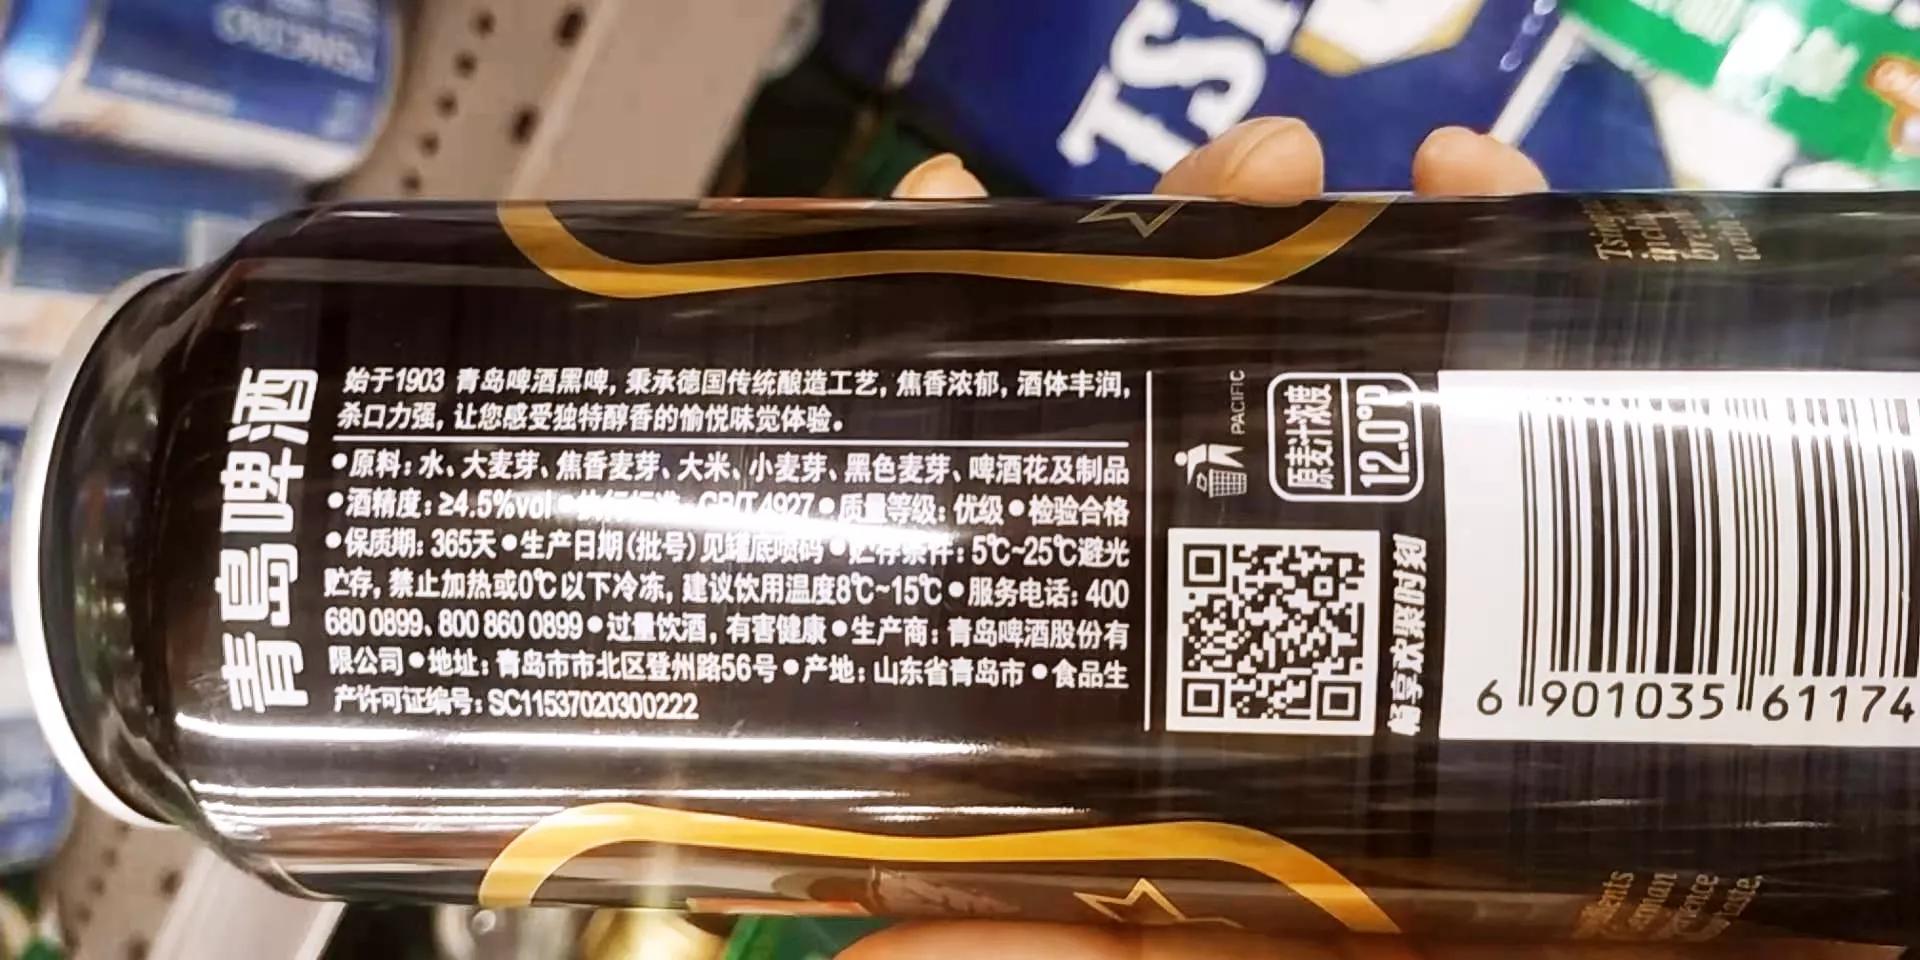 青岛啤酒
始于1903 青岛啤酒黑啤, 秉承德国传统酿造工艺, 焦香浓郁, 酒体丰润,
杀口力强, 让您感受独特醇香的愉悦味觉体验。
•原料: 水、大麦芽、焦香麦芽、大米、小麦芽、黑色麦芽、啤酒花及制品
•酒精度: ≥4.5%vol •执行标准: GB/T 4927 •质量等级: 优级 •检验合格
•保质期: 365天 •生产日期(批号)见罐底喷码 •贮存条件: 5℃~25℃避光
贮存, 禁止加热或0℃以下冷冻, 建议饮用温度8℃~15℃ •服务电话: 400
680 0899、800 860 0899 •过量饮酒, 有害健康 •生产商: 青岛啤酒股份有
限公司 •地址: 青岛市市北区登州路56号 •产地: 山东省青岛市 •食品生
产许可证编号: SC11537020300222
PACIFIC
原麦汁浓度
12.0°P
畅享欢聚时刻
6 901035 61174
TSI